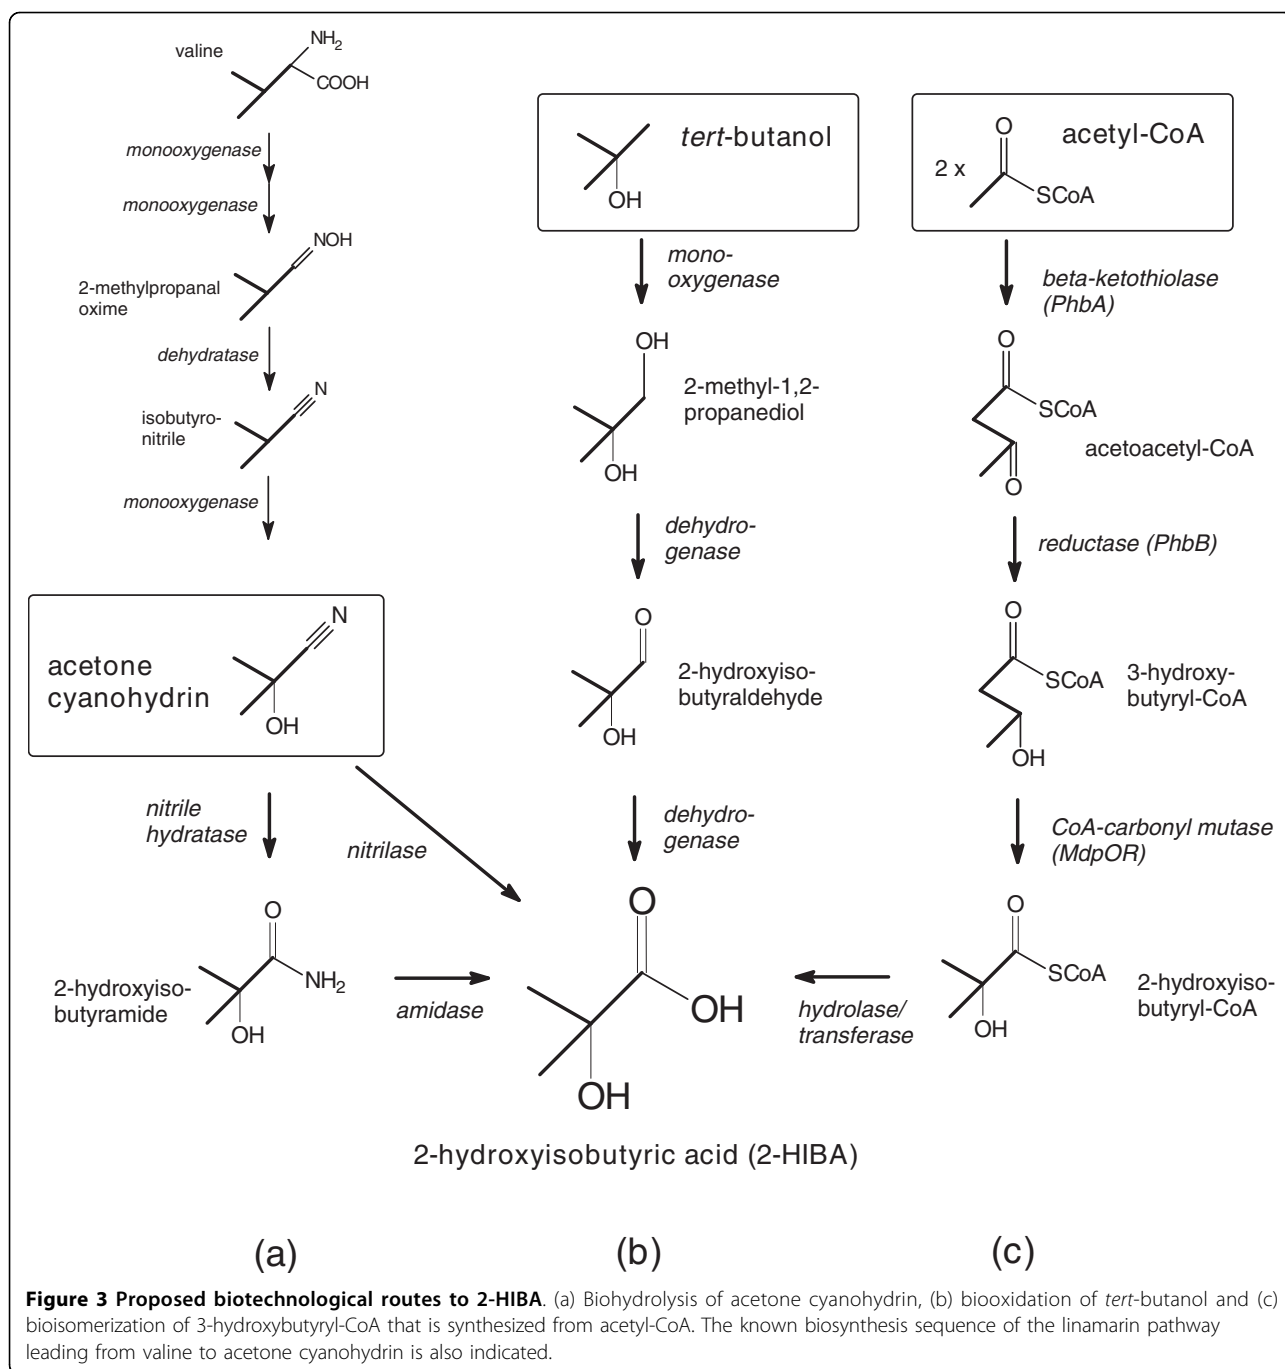 valine
NH2
COOH
monooxygenase
monooxygenase
NOH
2-methylpropanal
oxime
dehydratase
N
isobutyro-
nitrile
monooxygenase
acetone
cyanohydrin
N
OH
nitrile
hydratase
nitrilase
O
NH2
OH
2-hydroxyiso-
butyramide
amidase
tert-butanol
OH
mono-
oxygenase
OH
2-methyl-1,2-
propanediol
OH
dehydro-
genase
O
2-hydroxyiso-
butyraldehyde
OH
dehydro-
genase
O
OH
OH
2-hydroxyisobutyric acid (2-HIBA)
acetyl-CoA
2 x
O
SCoA
beta-ketothiolase
(PhbA)
O
SCoA
acetoacetyl-CoA
O
reductase (PhbB)
O
SCoA
3-hydroxy-
butyryl-CoA
OH
CoA-carbonyl mutase
(MdpOR)
O
SCoA
2-hydroxyiso-
butyryl-CoA
OH
hydrolase/
transferase
(a)
(b)
(c)
Figure 3 Proposed biotechnological routes to 2-HIBA. (a) Biohydrolysis of acetone cyanohydrin, (b) biooxidation of tert-butanol and (c)
bioisomerization of 3-hydroxybutyryl-CoA that is synthesized from acetyl-CoA. The known biosynthesis sequence of the linamarin pathway
leading from valine to acetone cyanohydrin is also indicated.